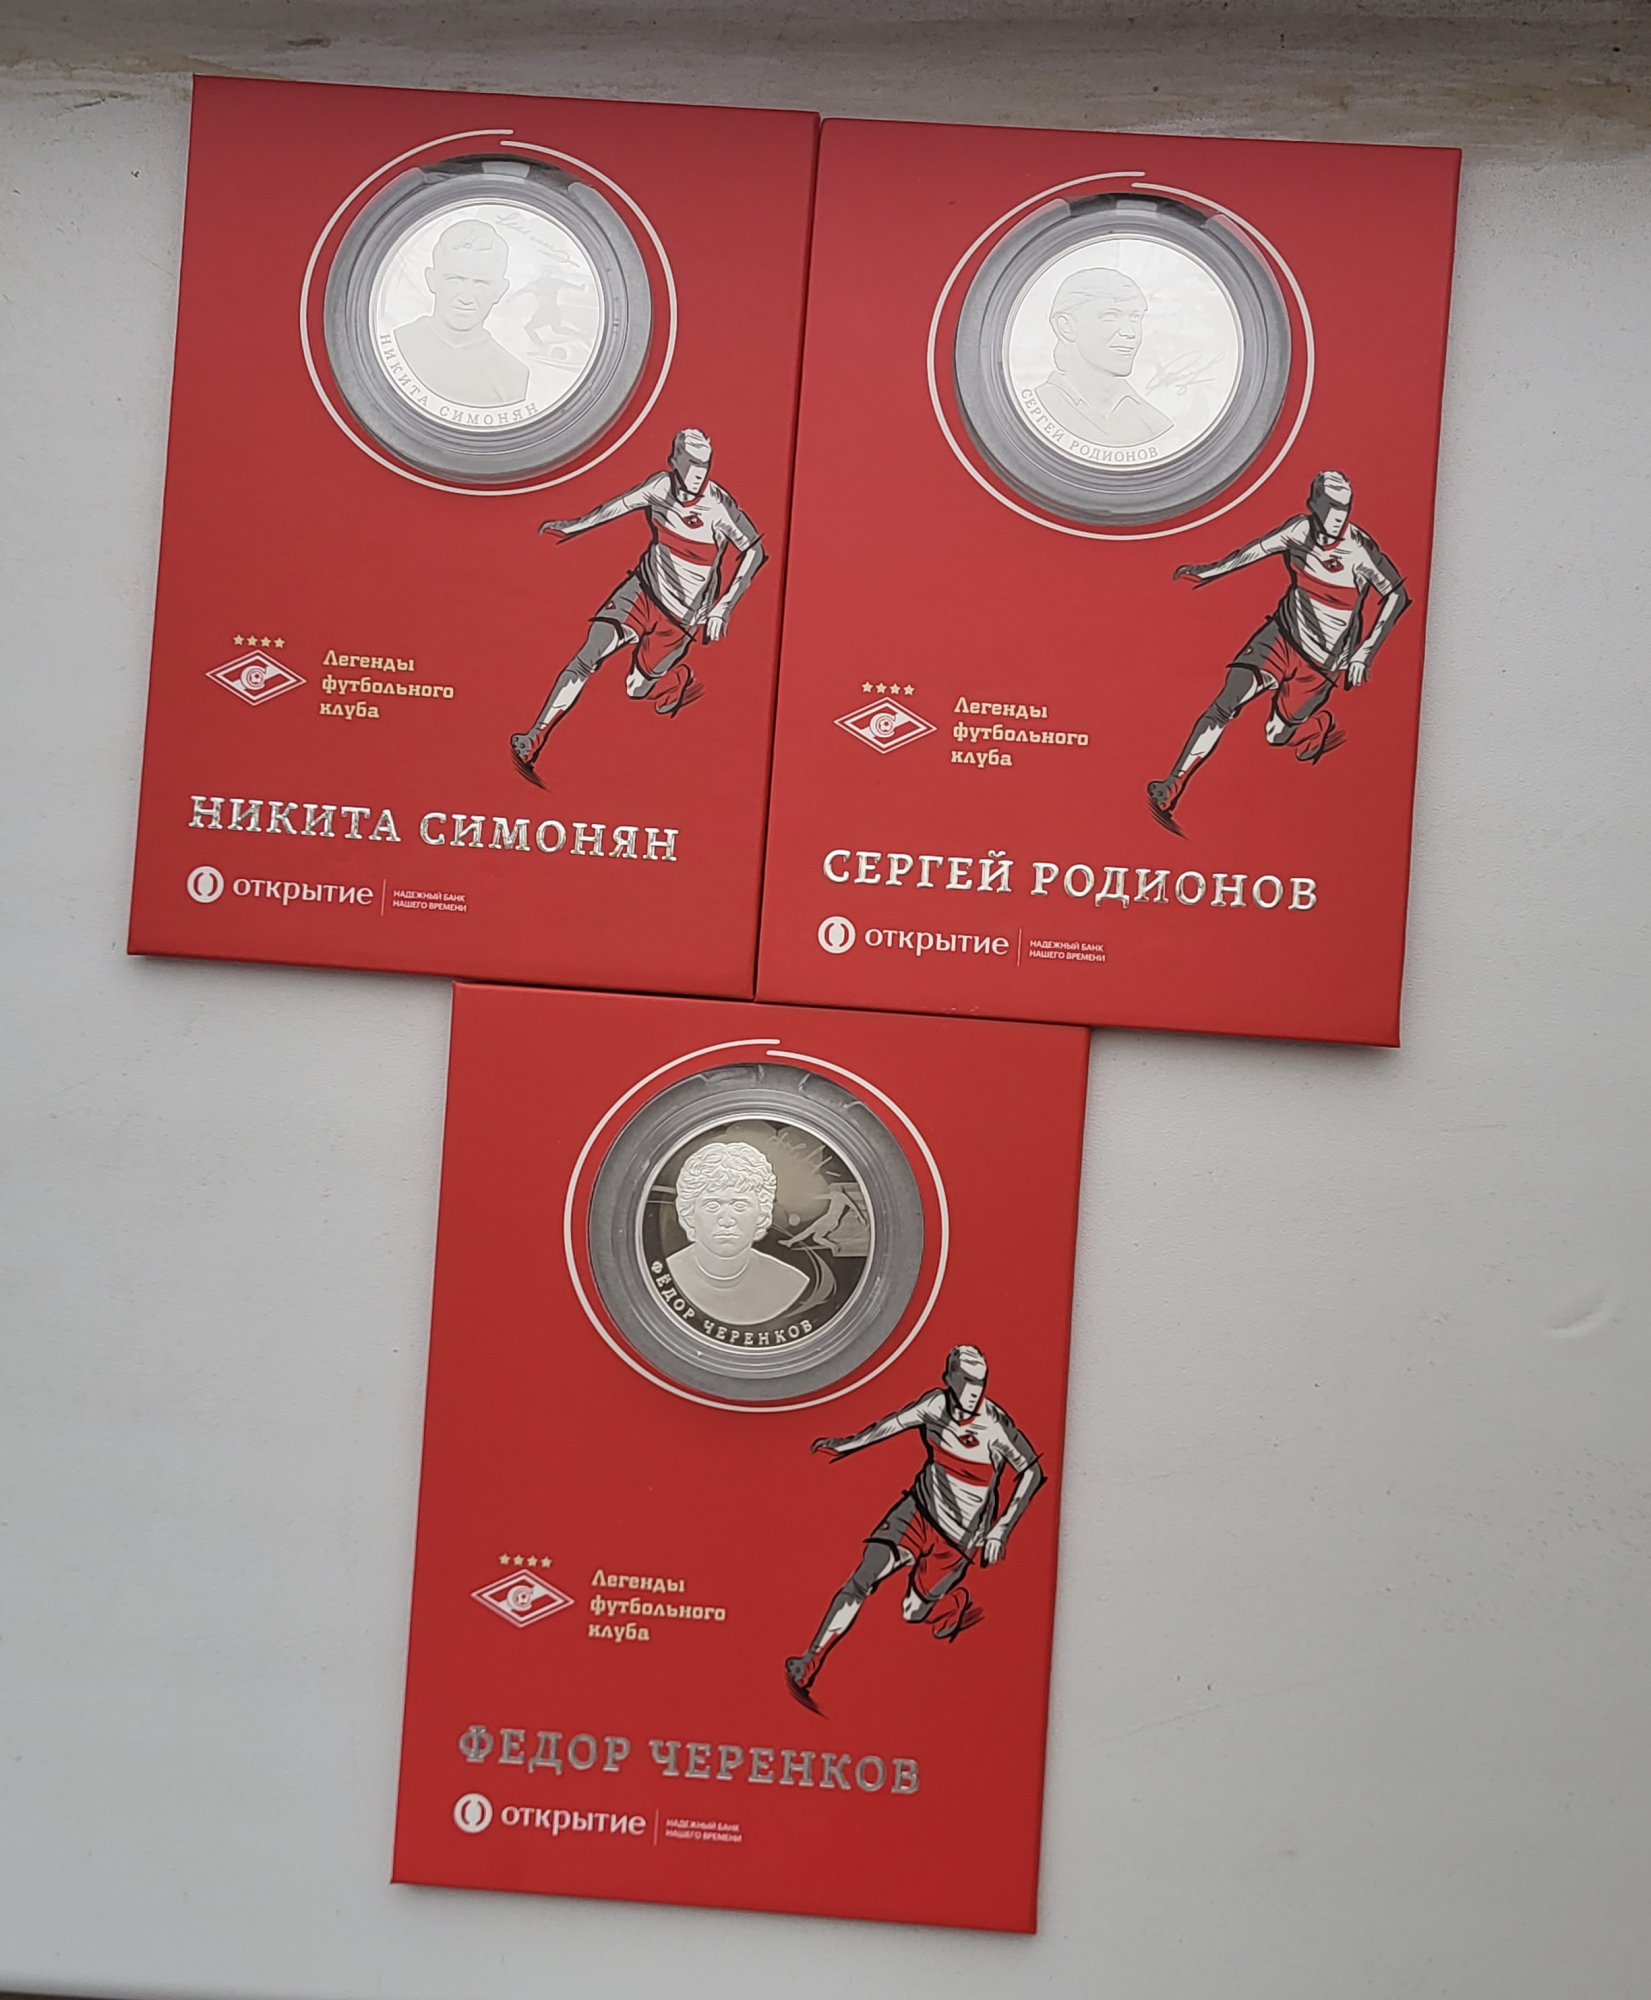 НИКИТА СИМОНЯН
Легенды
футбольного
клуба
НИКИТА СИМОНЯН
ОТКРЫТИЕ
НАДЕЖНЫЙ БАНК
НАШЕГО ВРЕМЕНИ
СЕРГЕЙ РОДИОНОВ
Легенды
футбольного
клуба
СЕРГЕЙ РОДИОНОВ
ОТКРЫТИЕ
НАДЕЖНЫЙ БАНК
НАШЕГО ВРЕМЕНИ
ФЁДОР ЧЕРЕНКОВ
Легенды
футбольного
клуба
ФЕДОР ЧЕРЕНКОВ
ОТКРЫТИЕ
НАДЕЖНЫЙ БАНК
НАШЕГО ВРЕМЕНИ